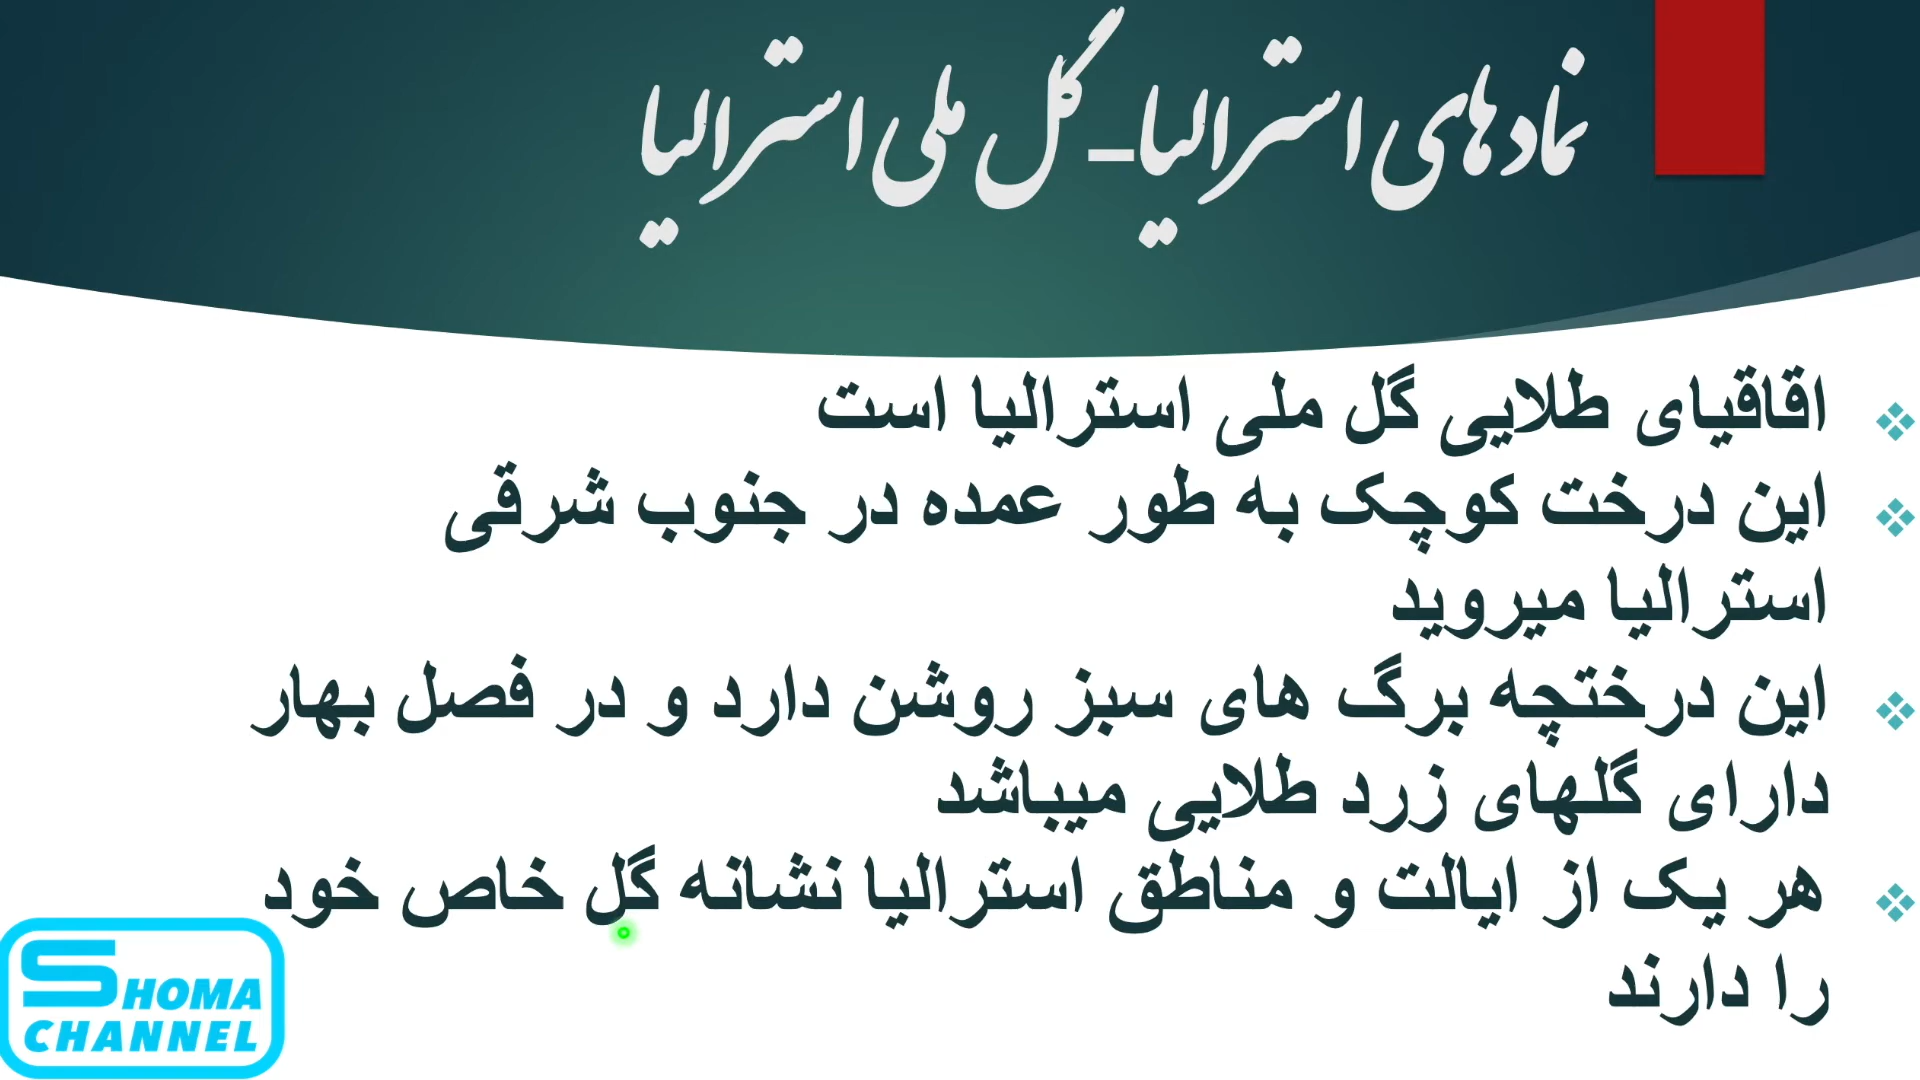 نمادهای استرالیا-گل ملی استرالیا
اقاقیای طلایی گل ملی استرالیا است
این درخت کوچک به طور عمده در جنوب شرقی
استرالیا میروید
این درختچه برگ های سبز روشن دارد و در فصل بهار
دارای گلهای زرد طلایی میباشد
هر یک از ایالت و مناطق استرالیا نشانه گل خاص خود
را دارند
SHOMA
CHANNEL